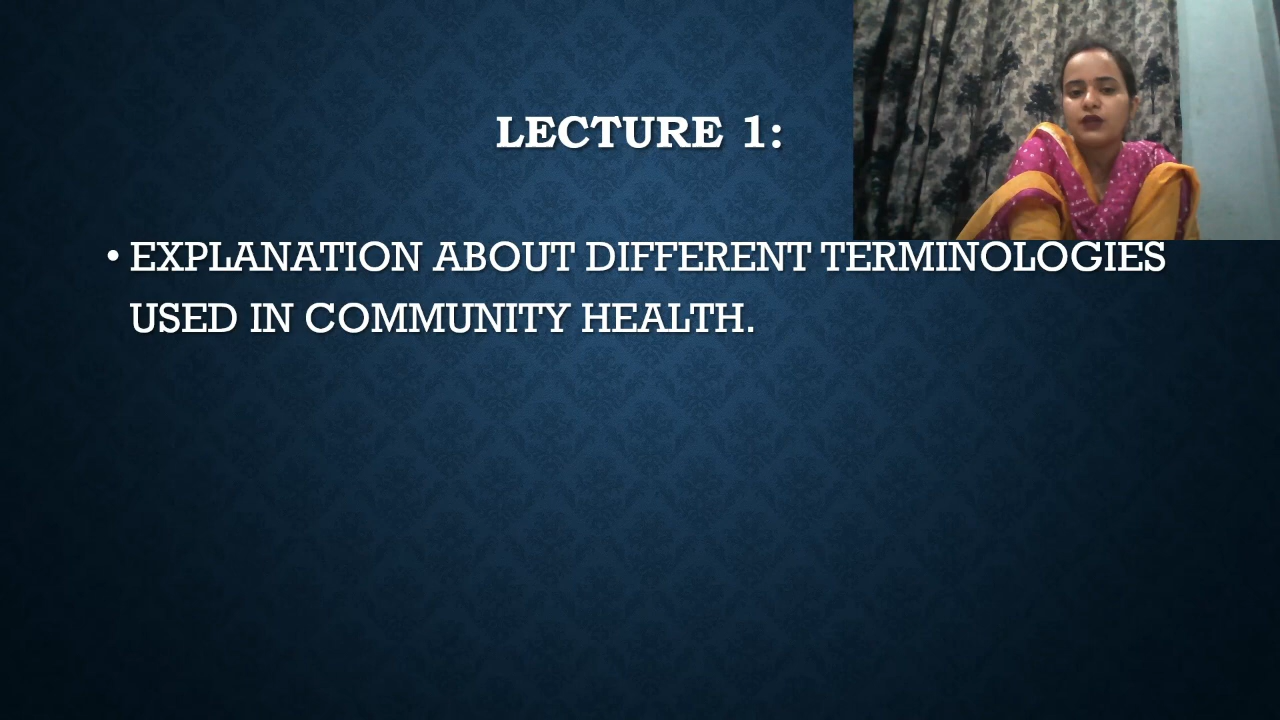 LECTURE 1:
• EXPLANATION ABOUT DIFFERENT TERMINOLOGIES
USED IN COMMUNITY HEALTH.